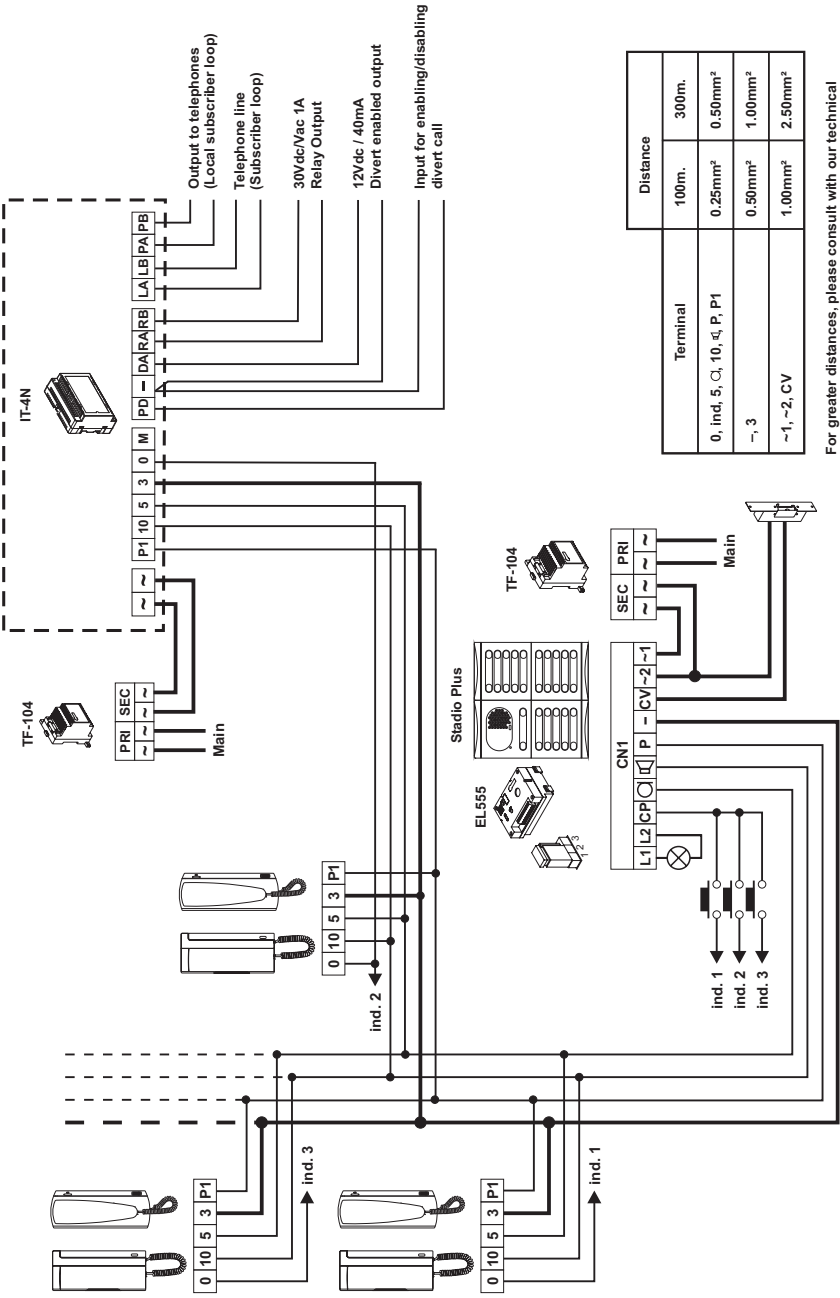 IT-4N
LA LB PA PB
PD – DA RA RB
P1 10 5 3 0 M
~ ~
Output to telephones
(Local subscriber loop)
Telephone line
(Subscriber loop)
30Vdc/Vac 1A
Relay Output
12Vdc / 40mA
Divert enabled output
Input for enabling/disabling
divert call
TF-104
PRI SEC
~ ~ ~ ~
Main
0 10 5 3 P1
ind. 2
0 10 5 3 P1
ind. 3
0 10 5 3 P1
ind. 1
Stadio Plus
EL555
1 2 3
CN1
L1 L2 CP P – CV ~2 ~1
ind. 1
ind. 2
ind. 3
TF-104
SEC PRI
~ ~ ~ ~
Main
Distance
Terminal 100m. 300m.
0, ind, 5, 10, P, P1 0.25mm² 0.50mm²
–, 3 0.50mm² 1.00mm²
~1, ~2, CV 1.00mm² 2.50mm²
For greater distances, please consult with our technical